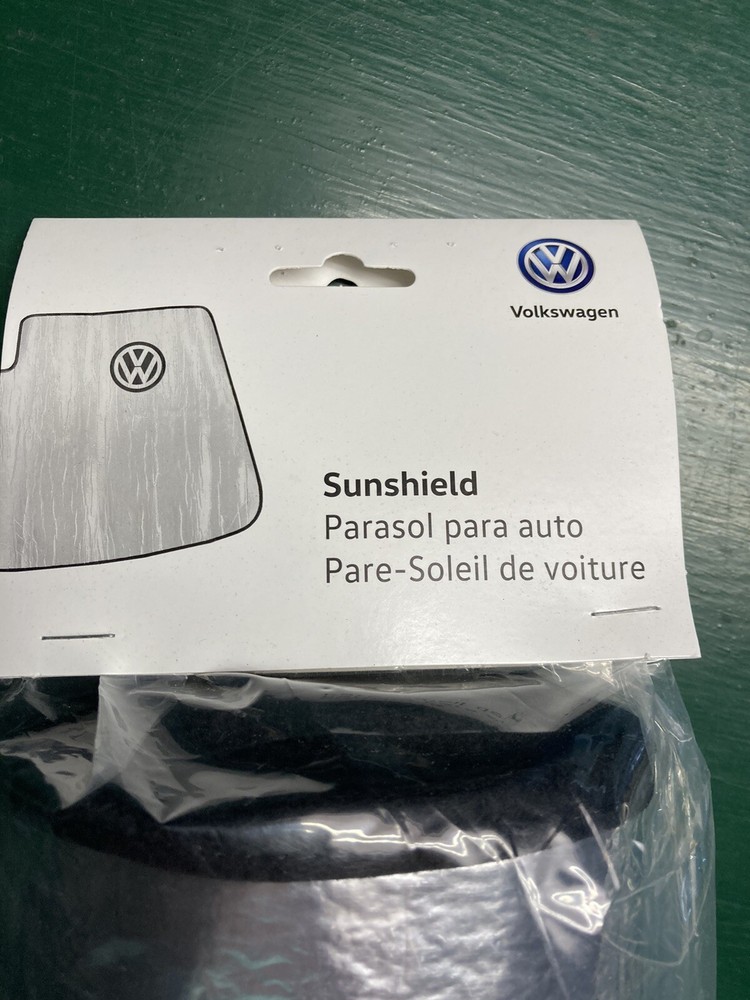 Volkswagen
Sunshield
Parasol para auto
Pare-Soleil de voiture